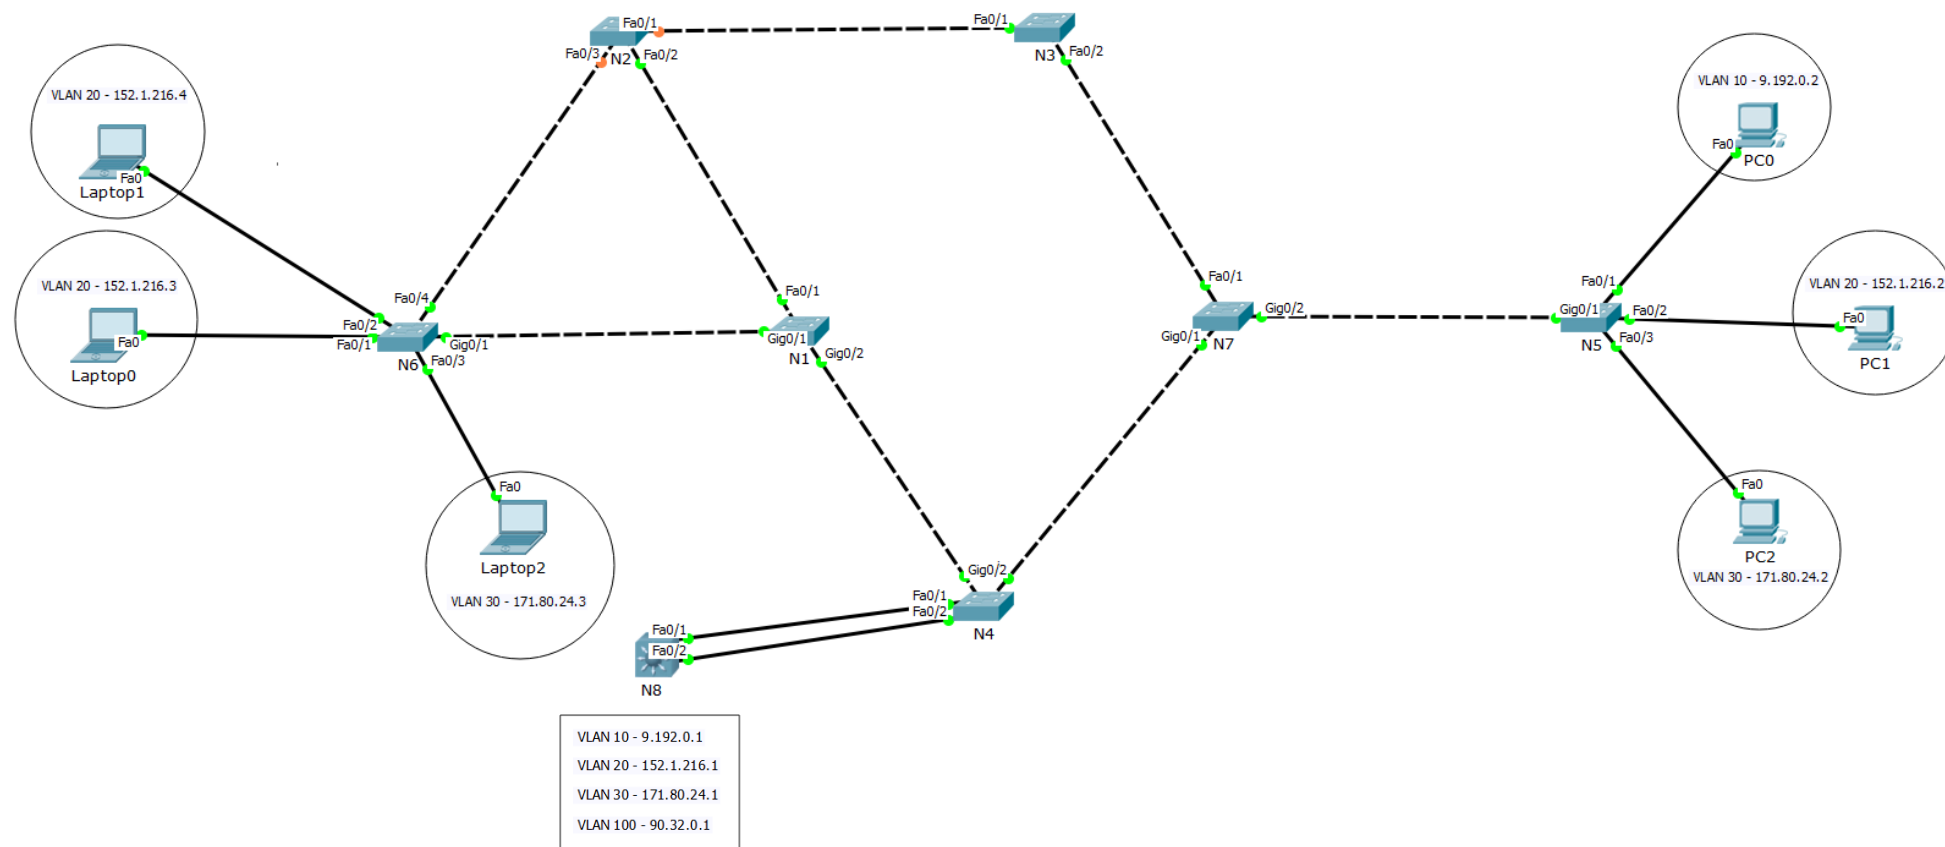 Fa0/1
Fa0/3
N2
Fa0/2
Fa0/1
N3
Fa0/2
VLAN 20 - 152.1.216.4
Fa0
Laptop1
VLAN 10 - 9.192.0.2
Fa0
PC0
VLAN 20 - 152.1.216.3
Fa0
Laptop0
Fa0/4
Fa0/2
Fa0/1
Gig0/1
N6
Fa0/3
Fa0/1
Gig0/1
N1
Gig0/2
Fa0/1
Gig0/2
Gig0/1
N7
Fa0/1
Gig0/1
Fa0/2
N5
Fa0/3
VLAN 20 - 152.1.216.2
Fa0
PC1
Fa0
Laptop2
VLAN 30 - 171.80.24.3
Fa0
PC2
VLAN 30 - 171.80.24.2
Gig0/2
Fa0/1
Fa0/2
N4
Fa0/1
Fa0/2
N8
VLAN 10 - 9.192.0.1
VLAN 20 - 152.1.216.1
VLAN 30 - 171.80.24.1
VLAN 100 - 90.32.0.1